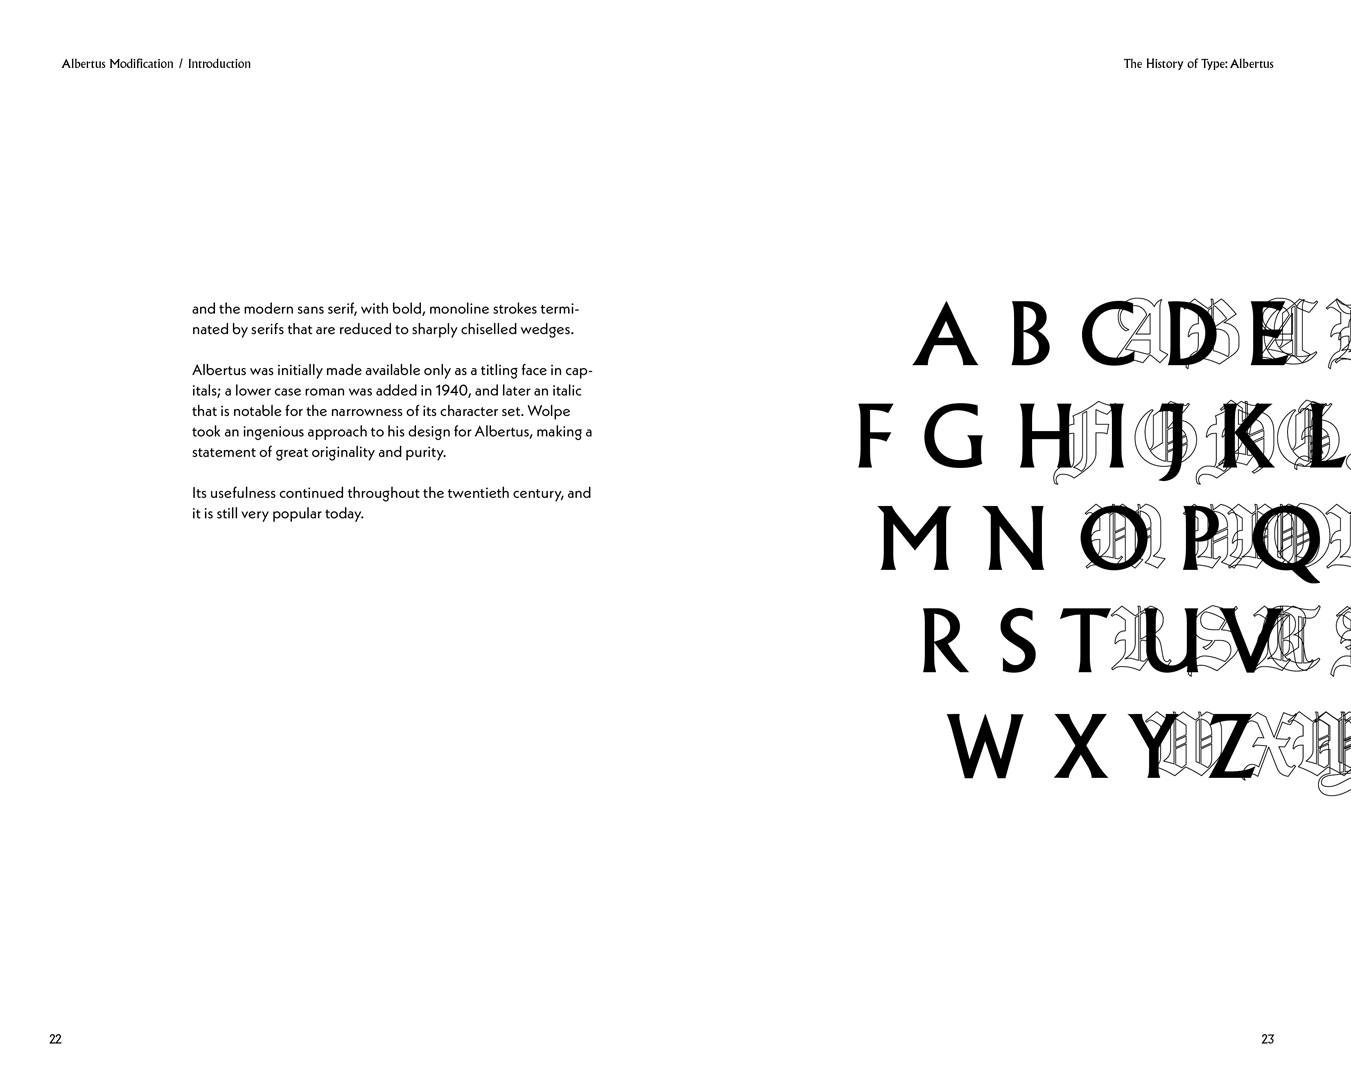 Albertus Modification / Introduction
The History of Type: Albertus
and the modern sans serif, with bold, monoline strokes termi-
nated by serifs that are reduced to sharply chiselled wedges.
Albertus was initially made available only as a titling face in cap-
itals; a lower case roman was added in 1940, and later an italic
that is notable for the narrowness of its character set. Wolpe
took an ingenious approach to his design for Albertus, making a
statement of great originality and purity.
Its usefulness continued throughout the twentieth century, and
it is still very popular today.
A B C D E
F G H I J K L
M N O P Q
R S T U V
W X Y Z
22
23